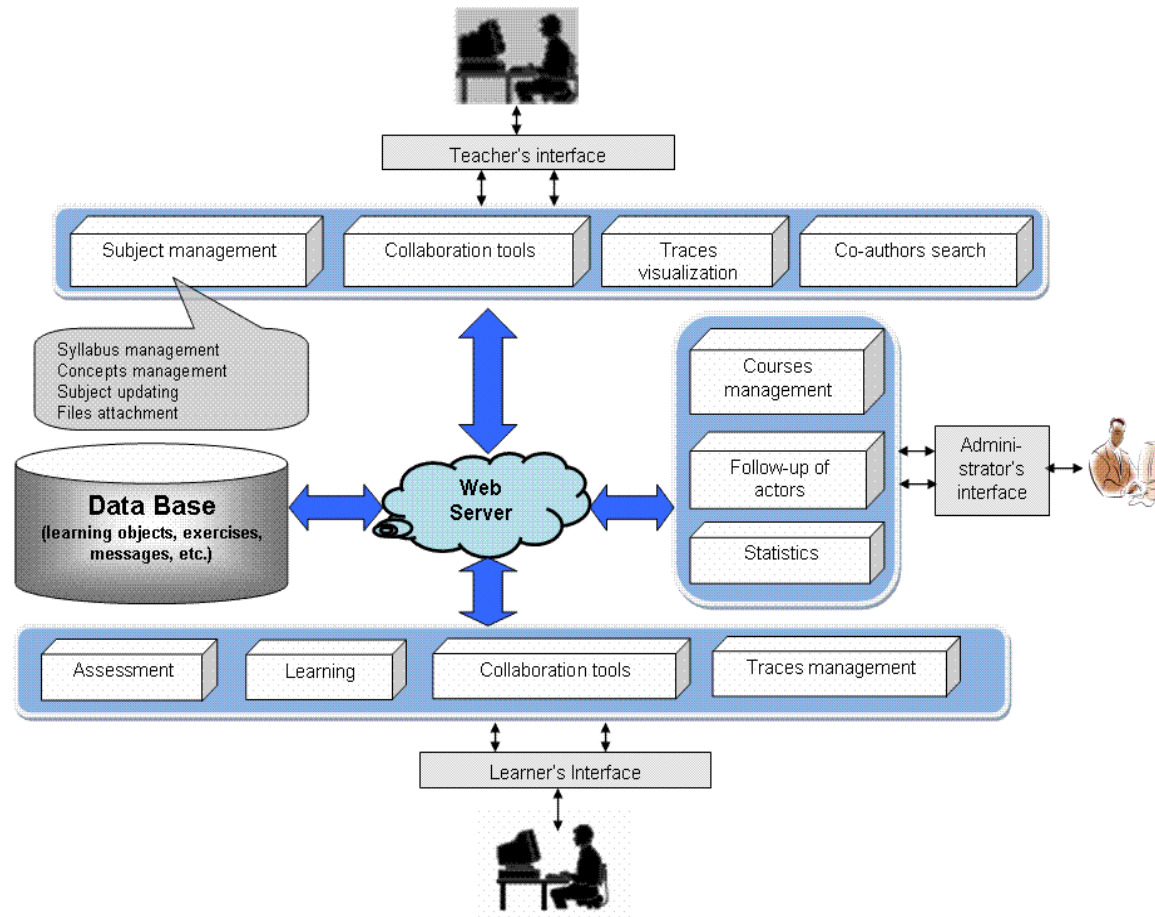 Teacher's interface
Subject management
Collaboration tools
Traces
visualization
Co-authors search
Syllabus management
Concepts management
Subject updating
Files attachment
Courses
management
Follow-up of
actors
Statistics
Admini-
strator's
interface
Data Base
(learning objects, exercises,
messages, etc.)
Web
Server
Assessment
Learning
Collaboration tools
Traces management
Learner's Interface